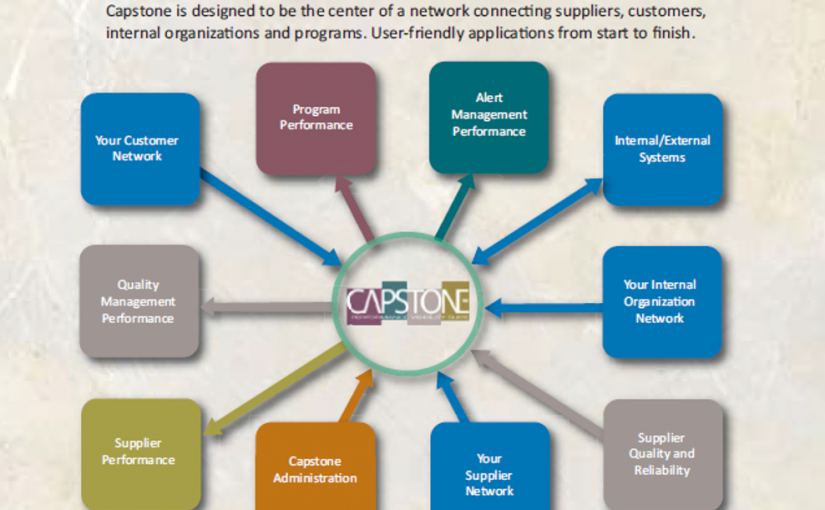 Capstone is designed to be the center of a network connecting suppliers, customers,
internal organizations and programs. User-friendly applications from start to finish.
Program
Performance
Alert
Management
Performance
Your Customer
Network
Internal/External
Systems
Quality
Management
Performance
CAPSTONE
Your Internal
Organization
Network
Supplier
Performance
Capstone
Administration
Your
Supplier
Network
Supplier
Quality and
Reliability